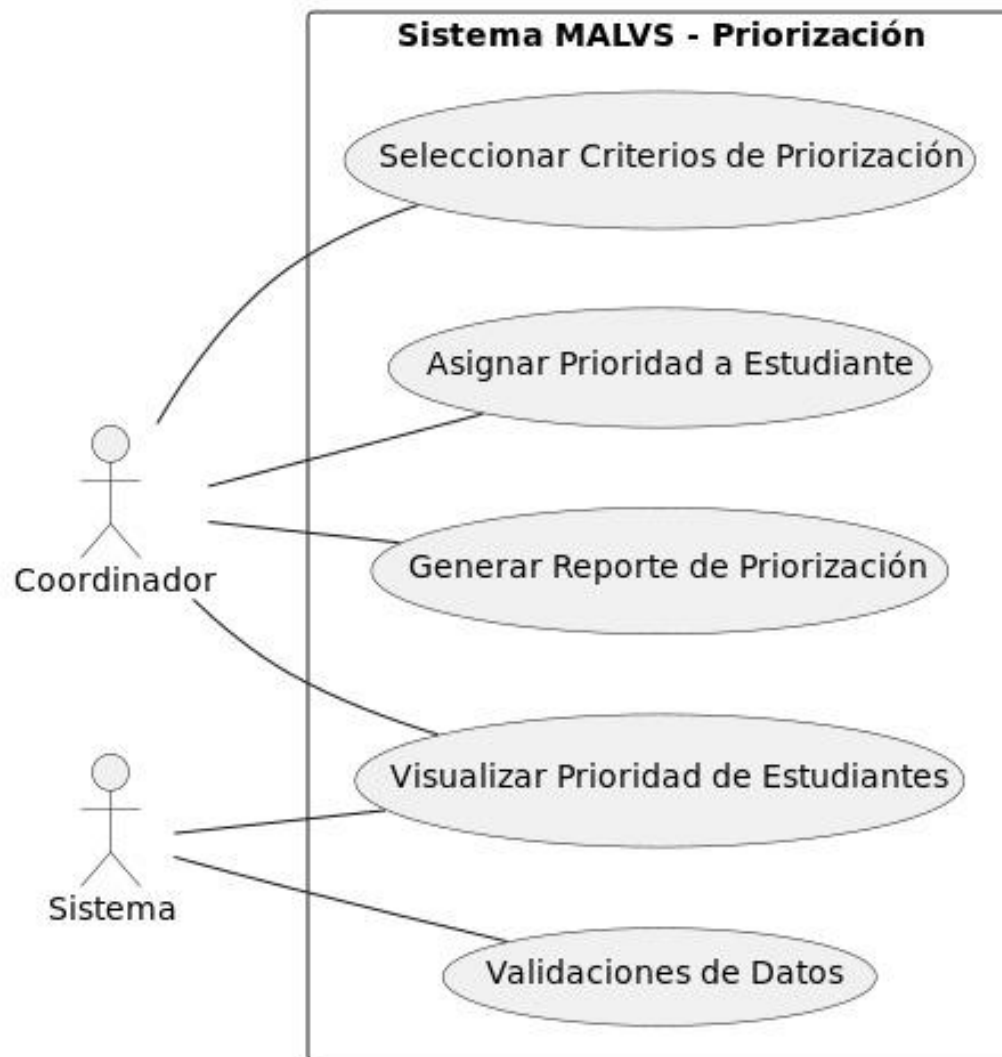 Sistema MALVS - Priorización
Seleccionar Criterios de Priorización
Asignar Prioridad a Estudiante
Generar Reporte de Priorización
Coordinador
Visualizar Prioridad de Estudiantes
Sistema
Validaciones de Datos